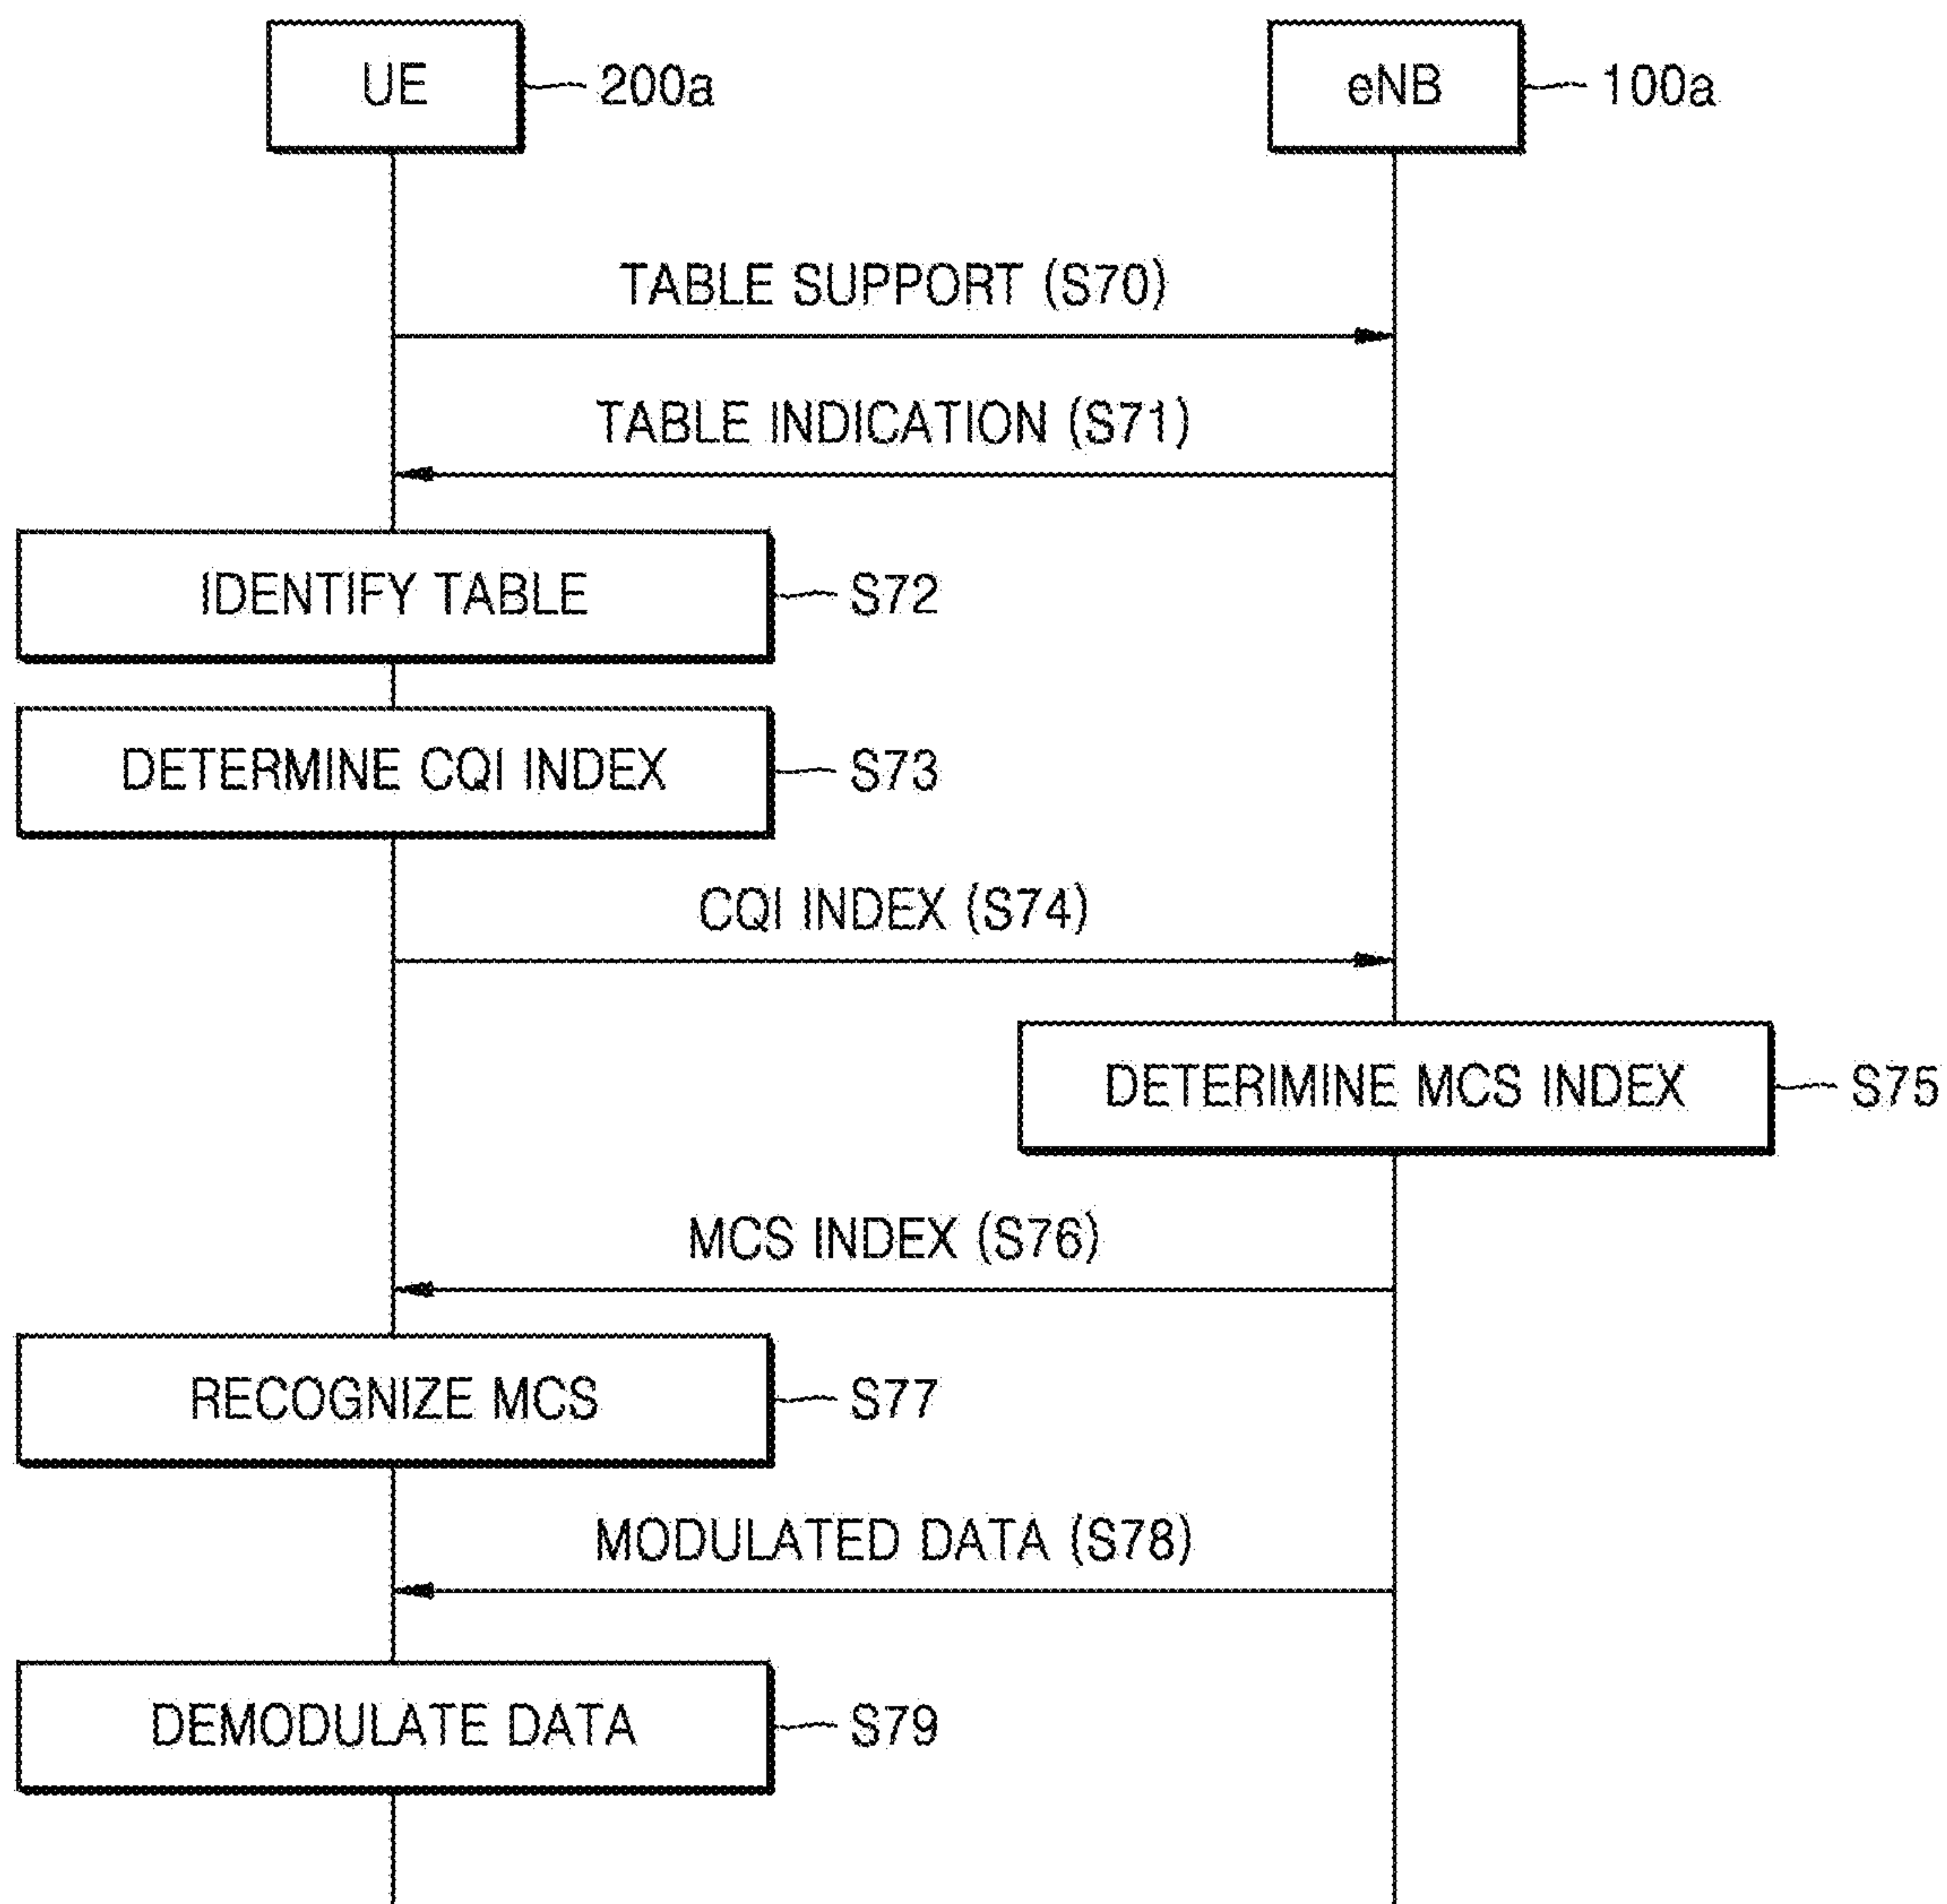 UE 200a eNB 100a
TABLE SUPPORT (S70)
TABLE INDICATION (S71)
IDENTIFY TABLE S72
DETERMINE CQI INDEX S73
CQI INDEX (S74)
DETERIMINE MCS INDEX S75
MCS INDEX (S76)
RECOGNIZE MCS S77
MODULATED DATA (S78)
DEMODULATE DATA S79